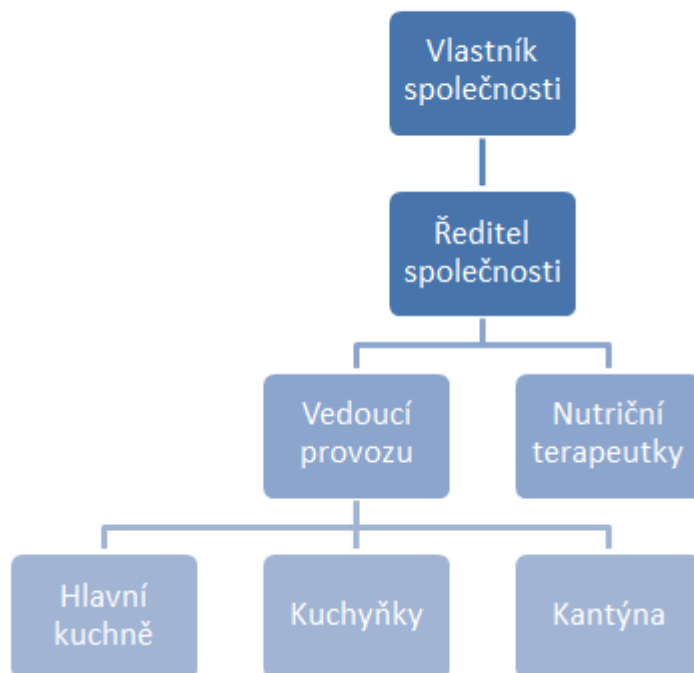 Vlastník
společnosti
Ředitel
společnosti
Vedoucí
provozu
Nutriční
terapeutky
Hlavní
kuchně
Kuchyňky
Kantýna